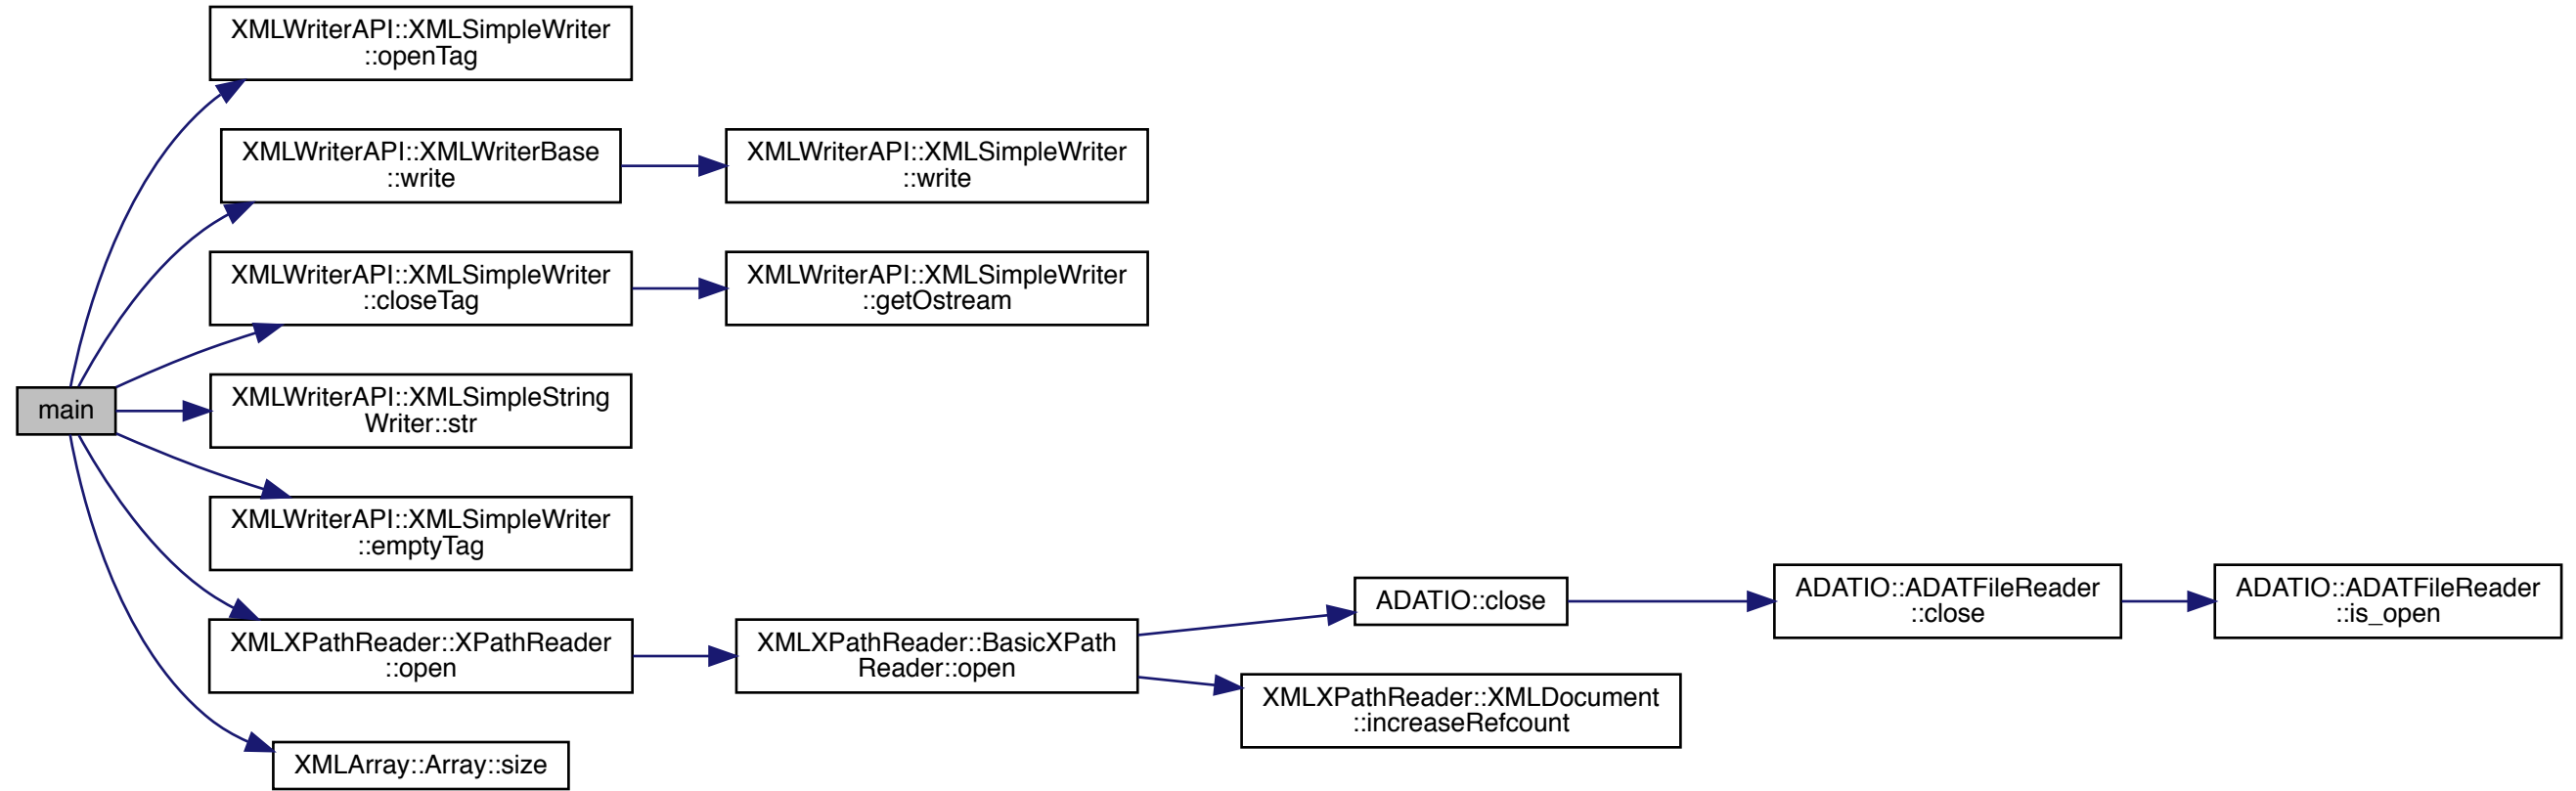 XMLWriterAPI::XMLSimpleWriter
::openTag
XMLWriterAPI::XMLWriterBase
::write
XMLWriterAPI::XMLSimpleWriter
::write
XMLWriterAPI::XMLSimpleWriter
::closeTag
XMLWriterAPI::XMLSimpleWriter
::getOstream
main
XMLWriterAPI::XMLSimpleString
Writer::str
XMLWriterAPI::XMLSimpleWriter
::emptyTag
XMLXPathReader::XPathReader
::open
XMLXPathReader::BasicXPath
Reader::open
ADATIO::close
ADATIO::ADATFileReader
::close
ADATIO::ADATFileReader
::is_open
XMLXPathReader::XMLDocument
::increaseRefcount
XMLArray::Array::size